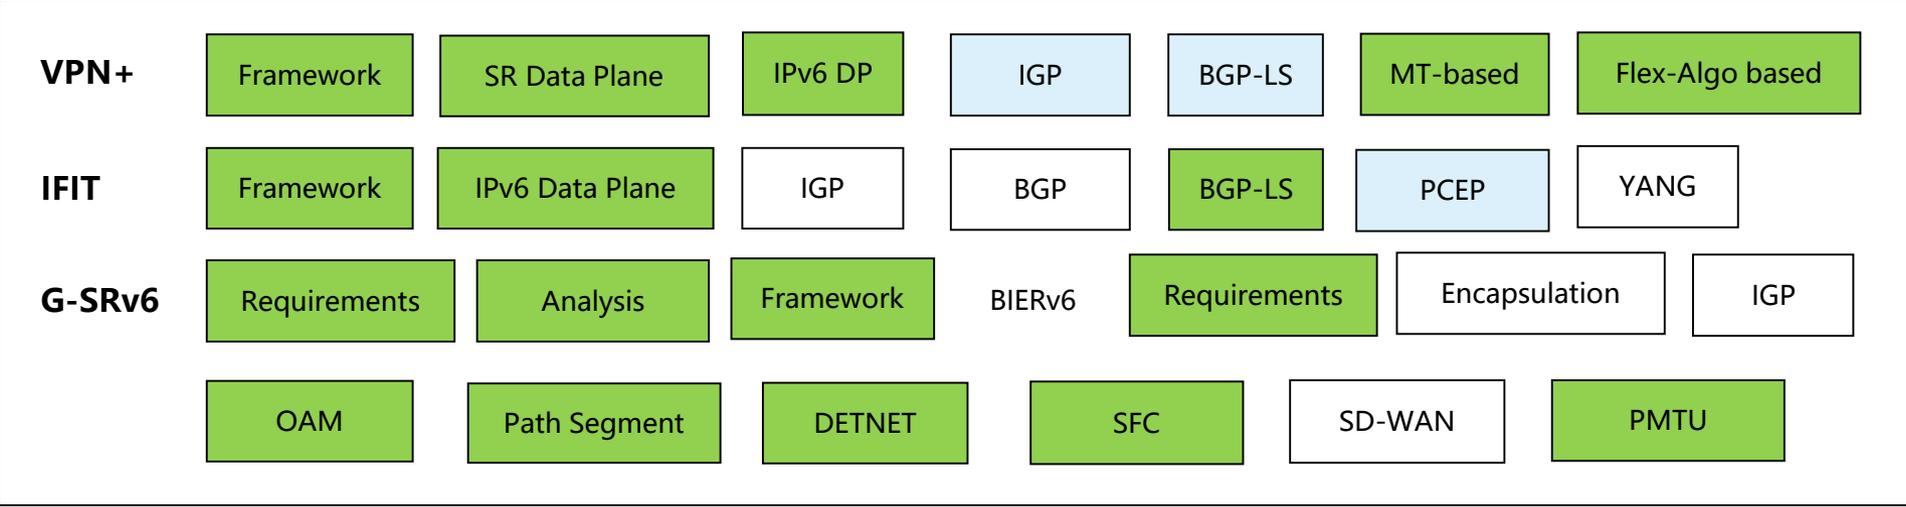 VPN+ Framework SR Data Plane IPv6 DP IGP BGP-LS MT-based Flex-Algo based
IFIT Framework IPv6 Data Plane IGP BGP BGP-LS PCEP YANG
G-SRv6 Requirements Analysis Framework BIERv6 Requirements Encapsulation IGP
OAM Path Segment DETNET SFC SD-WAN PMTU